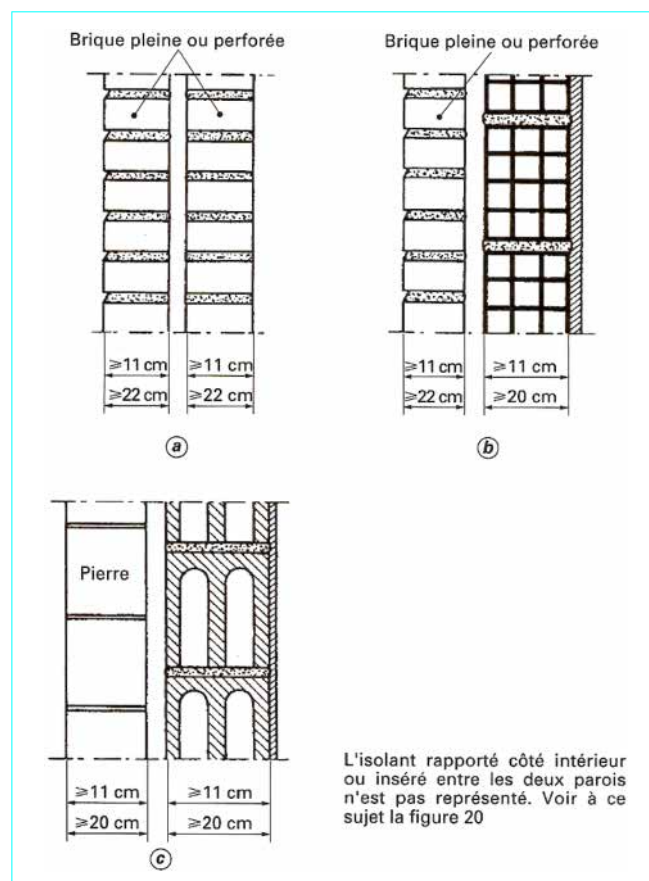 Brique pleine ou perforée
Brique pleine ou perforée
≥11 cm ≥11 cm
≥22 cm ≥22 cm
a
≥11 cm ≥11 cm
≥22 cm ≥20 cm
b
Pierre
≥11 cm ≥11 cm
≥20 cm ≥20 cm
c
L'isolant rapporté côté intérieur
ou inséré entre les deux parois
n'est pas représenté. Voir à ce
sujet la figure 20